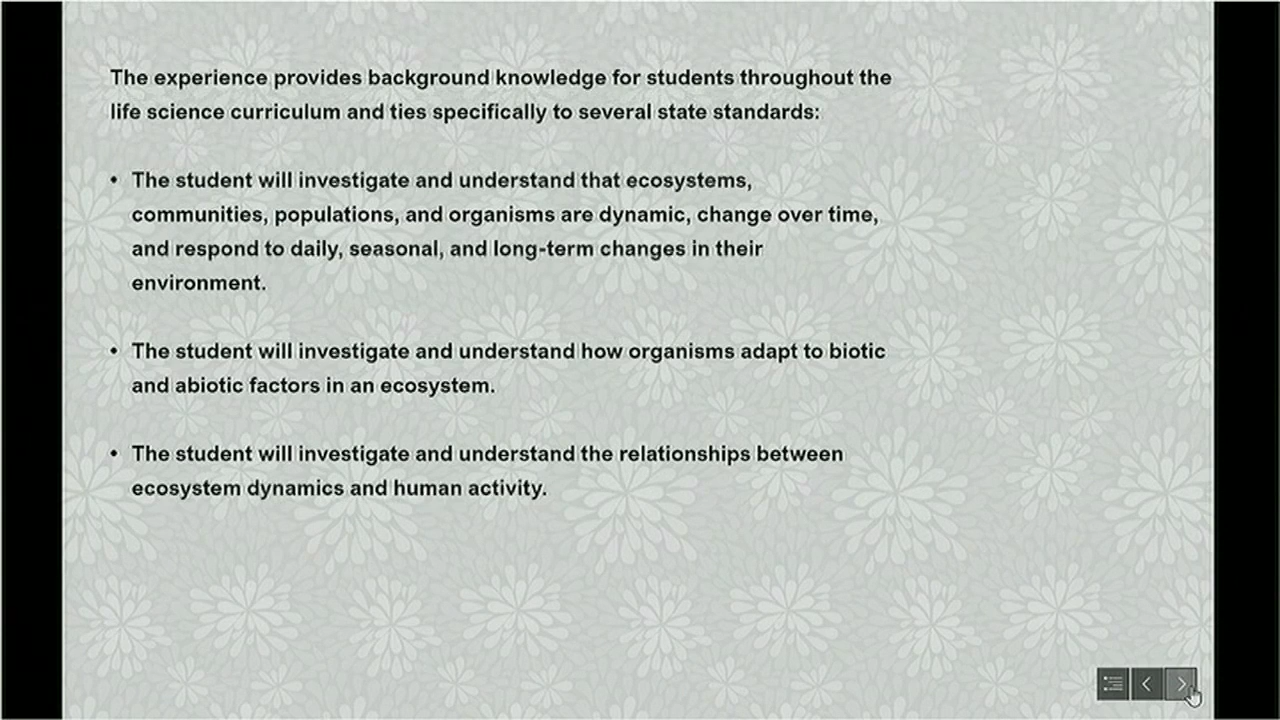 The experience provides background knowledge for students throughout the
life science curriculum and ties specifically to several state standards:
• The student will investigate and understand that ecosystems,
communities, populations, and organisms are dynamic, change over time,
and respond to daily, seasonal, and long-term changes in their
environment.
• The student will investigate and understand how organisms adapt to biotic
and abiotic factors in an ecosystem.
• The student will investigate and understand the relationships between
ecosystem dynamics and human activity.